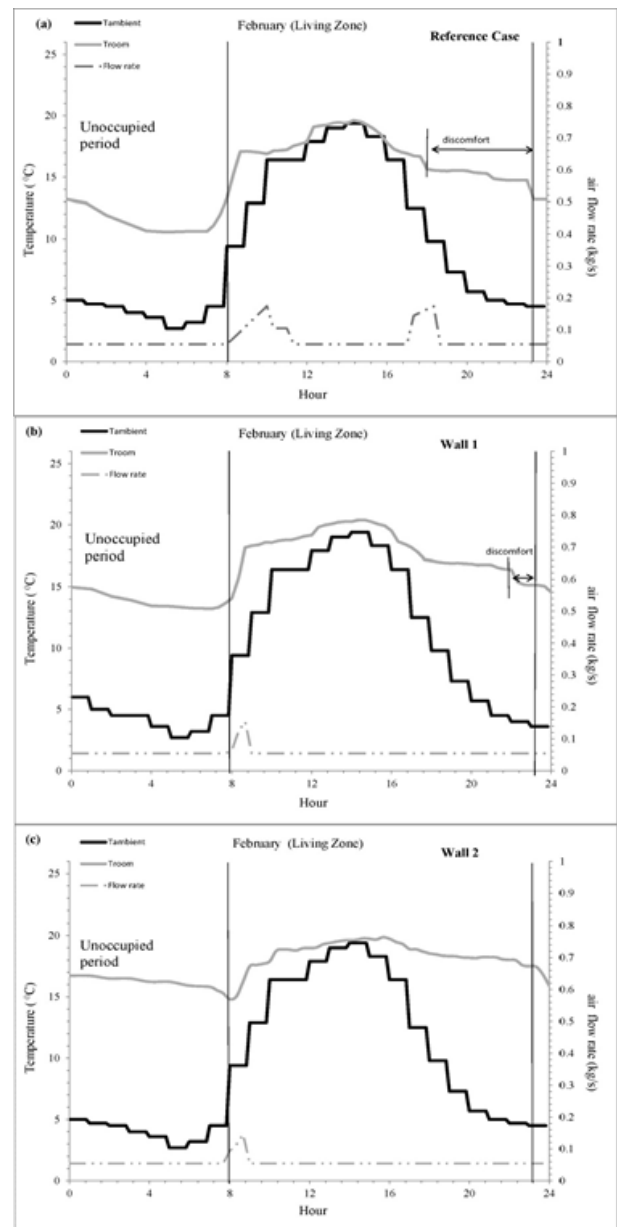 (a)
February (Living Zone)
Tambient
Troom
Flow rate
Reference Case
Unoccupied
period
discomfort
Temperature (°C)
25
20
15
10
5
0
1
0.9
0.8
0.7
0.6
0.5
0.4
0.3
0.2
0.1
0
air flow rate (kg/s)
0 4 8 12 16 20 24
Hour
(b)
February (Living Zone)
Tambient
Troom
Flow rate
Wall 1
Unoccupied
period
discomfort
Temperature (°C)
25
20
15
10
5
0
1
0.9
0.8
0.7
0.6
0.5
0.4
0.3
0.2
0.1
0
air flow rate (kg/s)
0 4 8 12 16 20 24
Hour
(c)
February (Living Zone)
Tambient
Troom
Flow rate
Wall 2
Unoccupied
period
Temperature (°C)
25
20
15
10
5
0
1
0.9
0.8
0.7
0.6
0.5
0.4
0.3
0.2
0.1
0
air flow rate (kg/s)
0 4 8 12 16 20 24
Hour